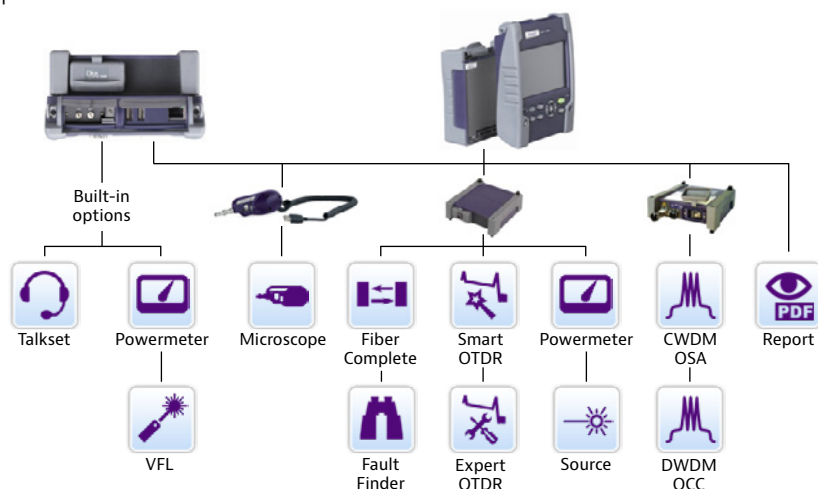 Built-in
options
Talkset
Powermeter
Microscope
Fiber
Complete
Smart
OTDR
Powermeter
CWDM
OSA
PDF
Report
VFL
Fault
Finder
Expert
OTDR
Source
DWDM
OCC